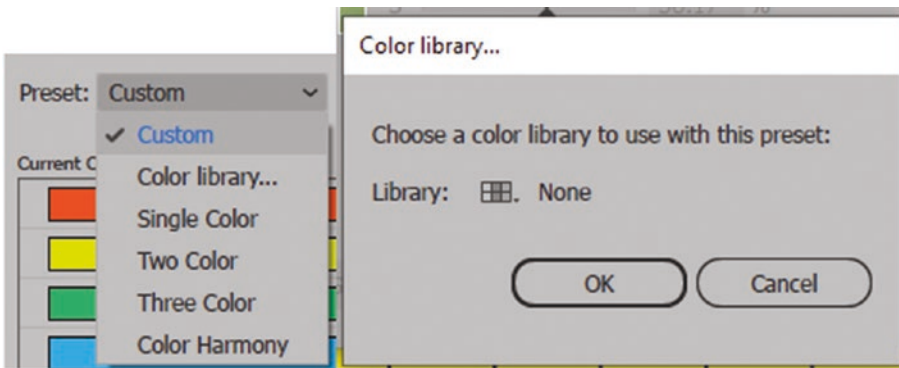 Preset: Custom
✓ Custom
Current C
Color library...
Single Color
Two Color
Three Color
Color Harmony
Color library...
Choose a color library to use with this preset:
Library: None
OK Cancel